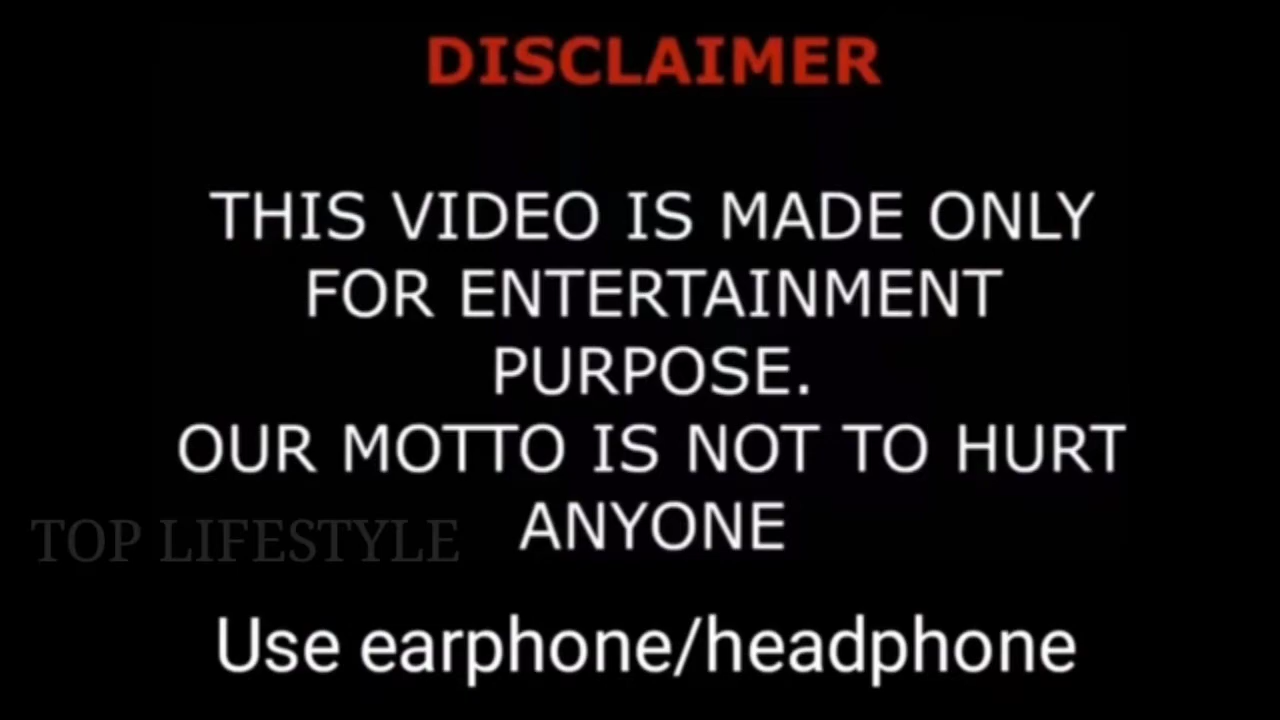 DISCLAIMER
THIS VIDEO IS MADE ONLY
FOR ENTERTAINMENT
PURPOSE.
OUR MOTTO IS NOT TO HURT
ANYONE
TOP LIFESTYLE
Use earphone/headphone